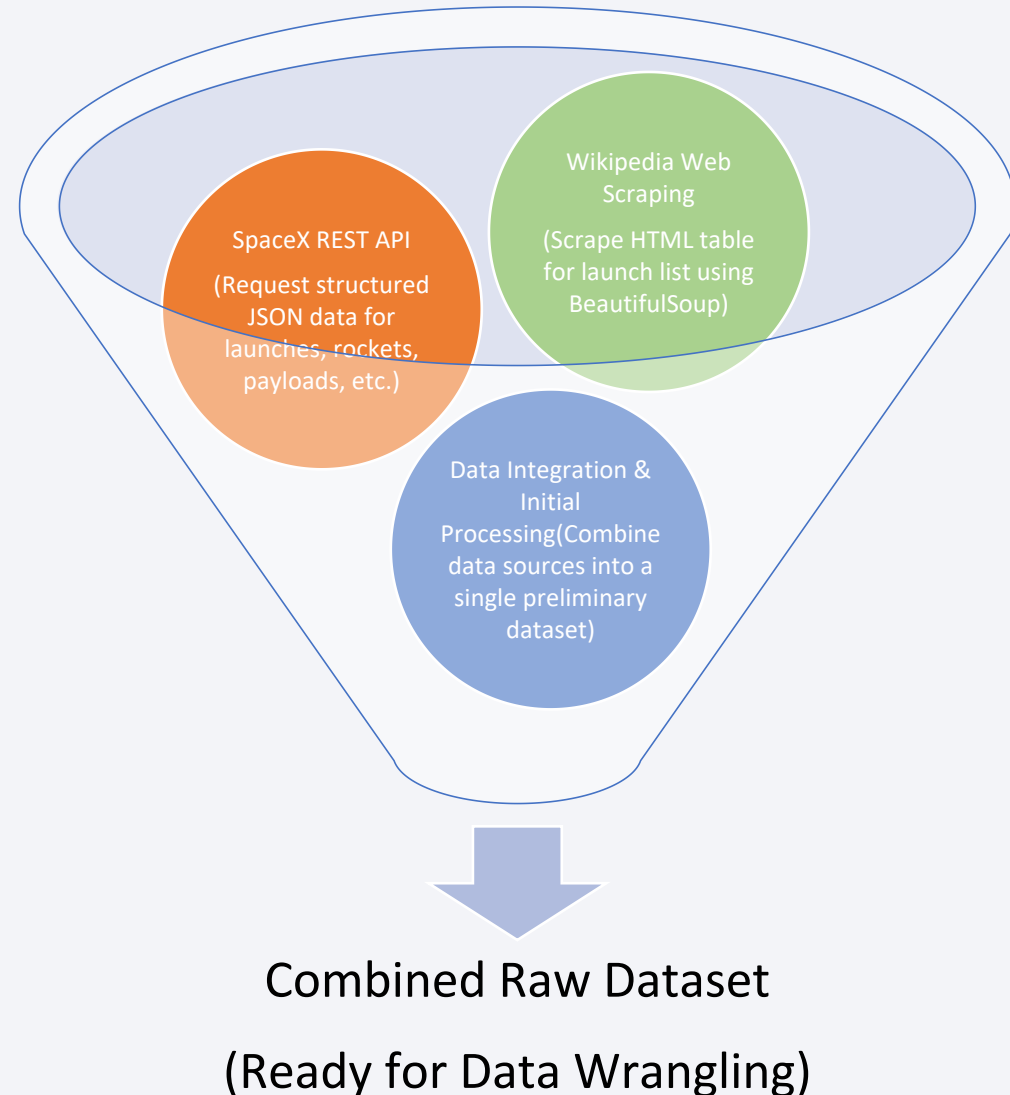 Wikipedia Web
Scraping
(Scrape HTML table
for launch list using
BeautifulSoup)
SpaceX REST API
(Request structured
JSON data for
launches, rockets,
payloads, etc.)
Data Integration &
Initial
Processing(Combine
data sources into a
single preliminary
dataset)
Combined Raw Dataset
(Ready for Data Wrangling)